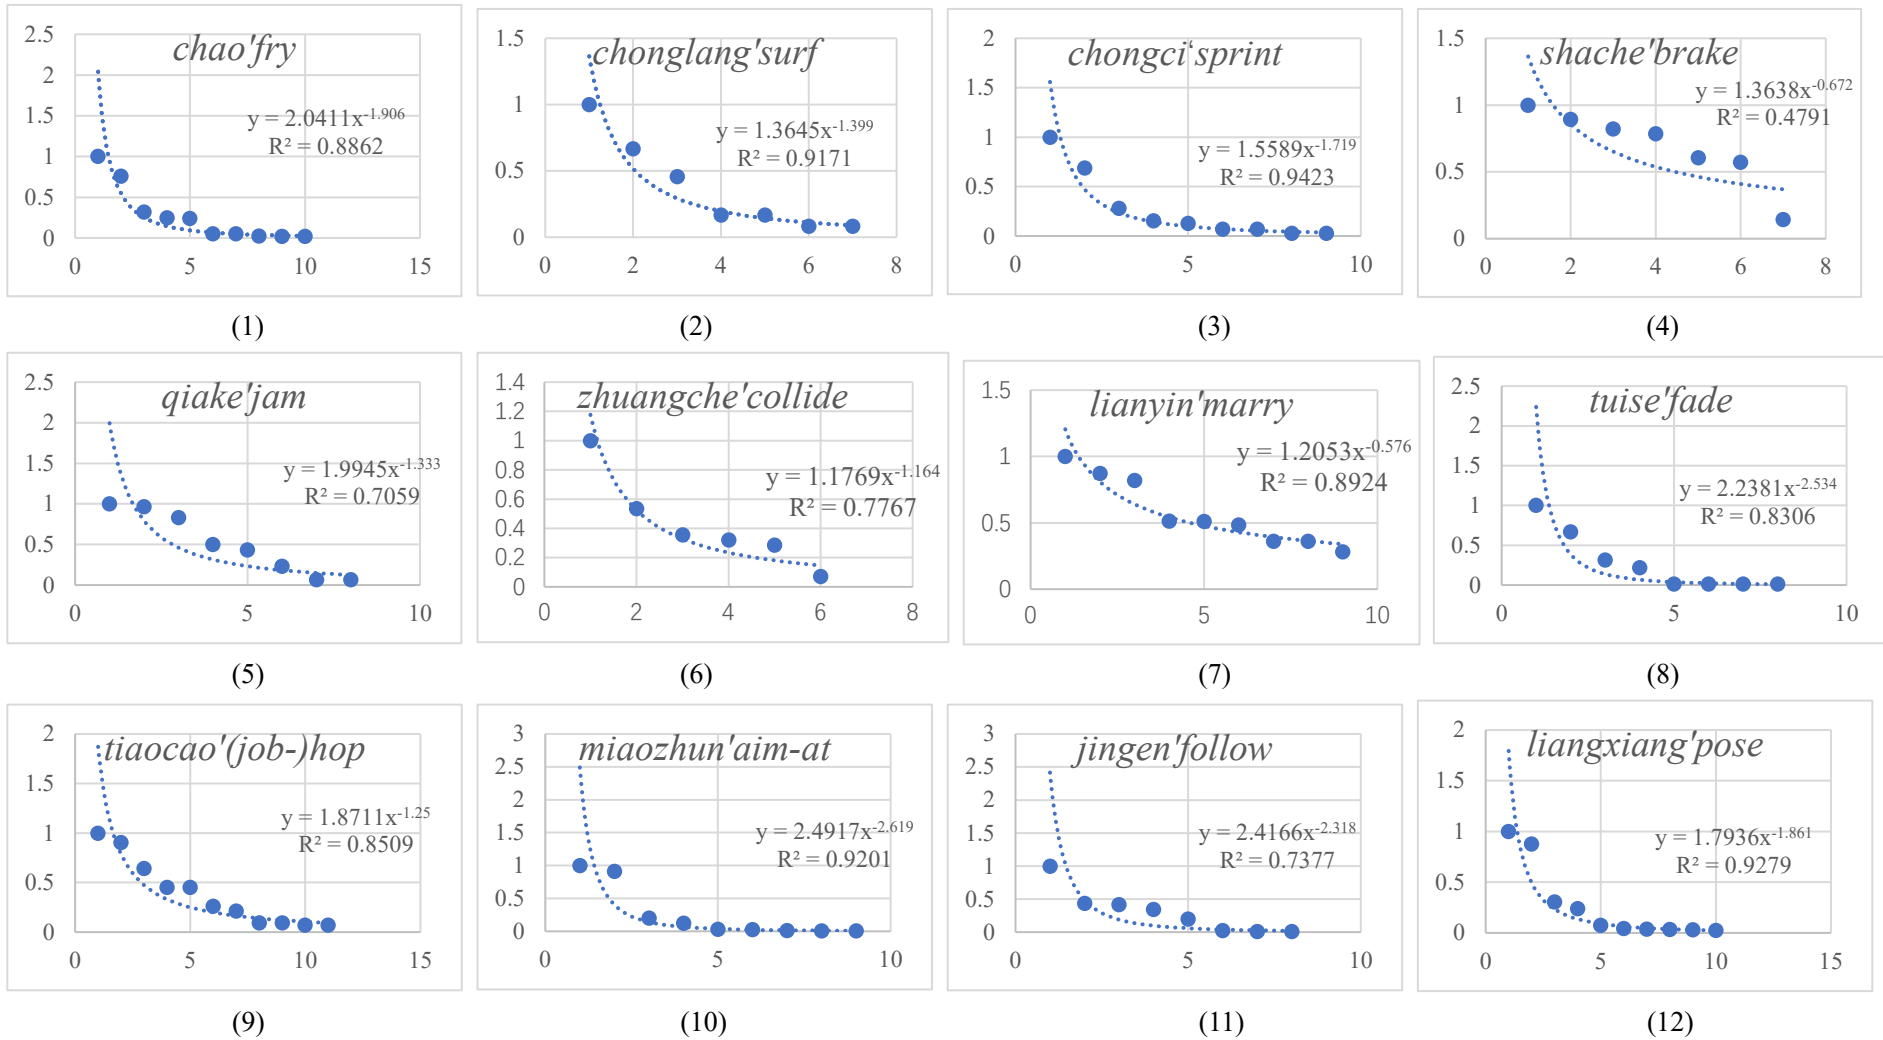 chao'fry
2.5
2
1.5
1
0.5
0
0 5 10 15
y = 2.0411x^-1.906
R² = 0.8862
(1)
chonglang'surf
1.5
1
0.5
0
0 2 4 6 8
y = 1.3645x^-1.399
R² = 0.9171
(2)
chongci'sprint
2
1.5
1
0.5
0
0 5 10
y = 1.5589x^-1.719
R² = 0.9423
(3)
shache'brake
1.5
1
0.5
0
0 2 4 6 8
y = 1.3638x^-0.672
R² = 0.4791
(4)
qiake'jam
2.5
2
1.5
1
0.5
0
0 5 10
y = 1.9945x^-1.333
R² = 0.7059
(5)
zhuangche'collide
1.4
1.2
1
0.8
0.6
0.4
0.2
0
0 2 4 6 8
y = 1.1769x^-1.164
R² = 0.7767
(6)
lianyin'marry
1.5
1
0.5
0
0 5 10
y = 1.2053x^-0.576
R² = 0.8924
(7)
tuise'fade
2.5
2
1.5
1
0.5
0
0 5 10
y = 2.2381x^-2.534
R² = 0.8306
(8)
tiaocao'(job-)hop
2
1.5
1
0.5
0
0 5 10 15
y = 1.8711x^-1.25
R² = 0.8509
(9)
miaozhun'aim-at
3
2.5
2
1.5
1
0.5
0
0 5 10
y = 2.4917x^-2.619
R² = 0.9201
(10)
jingen'follow
3
2.5
2
1.5
1
0.5
0
0 5 10
y = 2.4166x^-2.318
R² = 0.7377
(11)
liangxiang'pose
2
1.5
1
0.5
0
0 5 10 15
y = 1.7936x^-1.861
R² = 0.9279
(12)